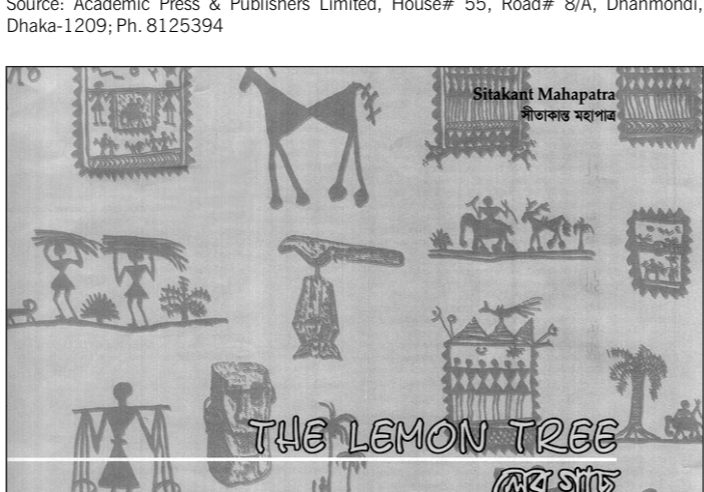 Source: Academic Press & Publishers Limited, House# 55, Road# 8/A, Dhanmondi,
Dhaka-1209; Ph. 8125394
Sitakant Mahapatra
সীতাকান্ত মহাপাত্র
THE LEMON TREE
লেবু গাছ